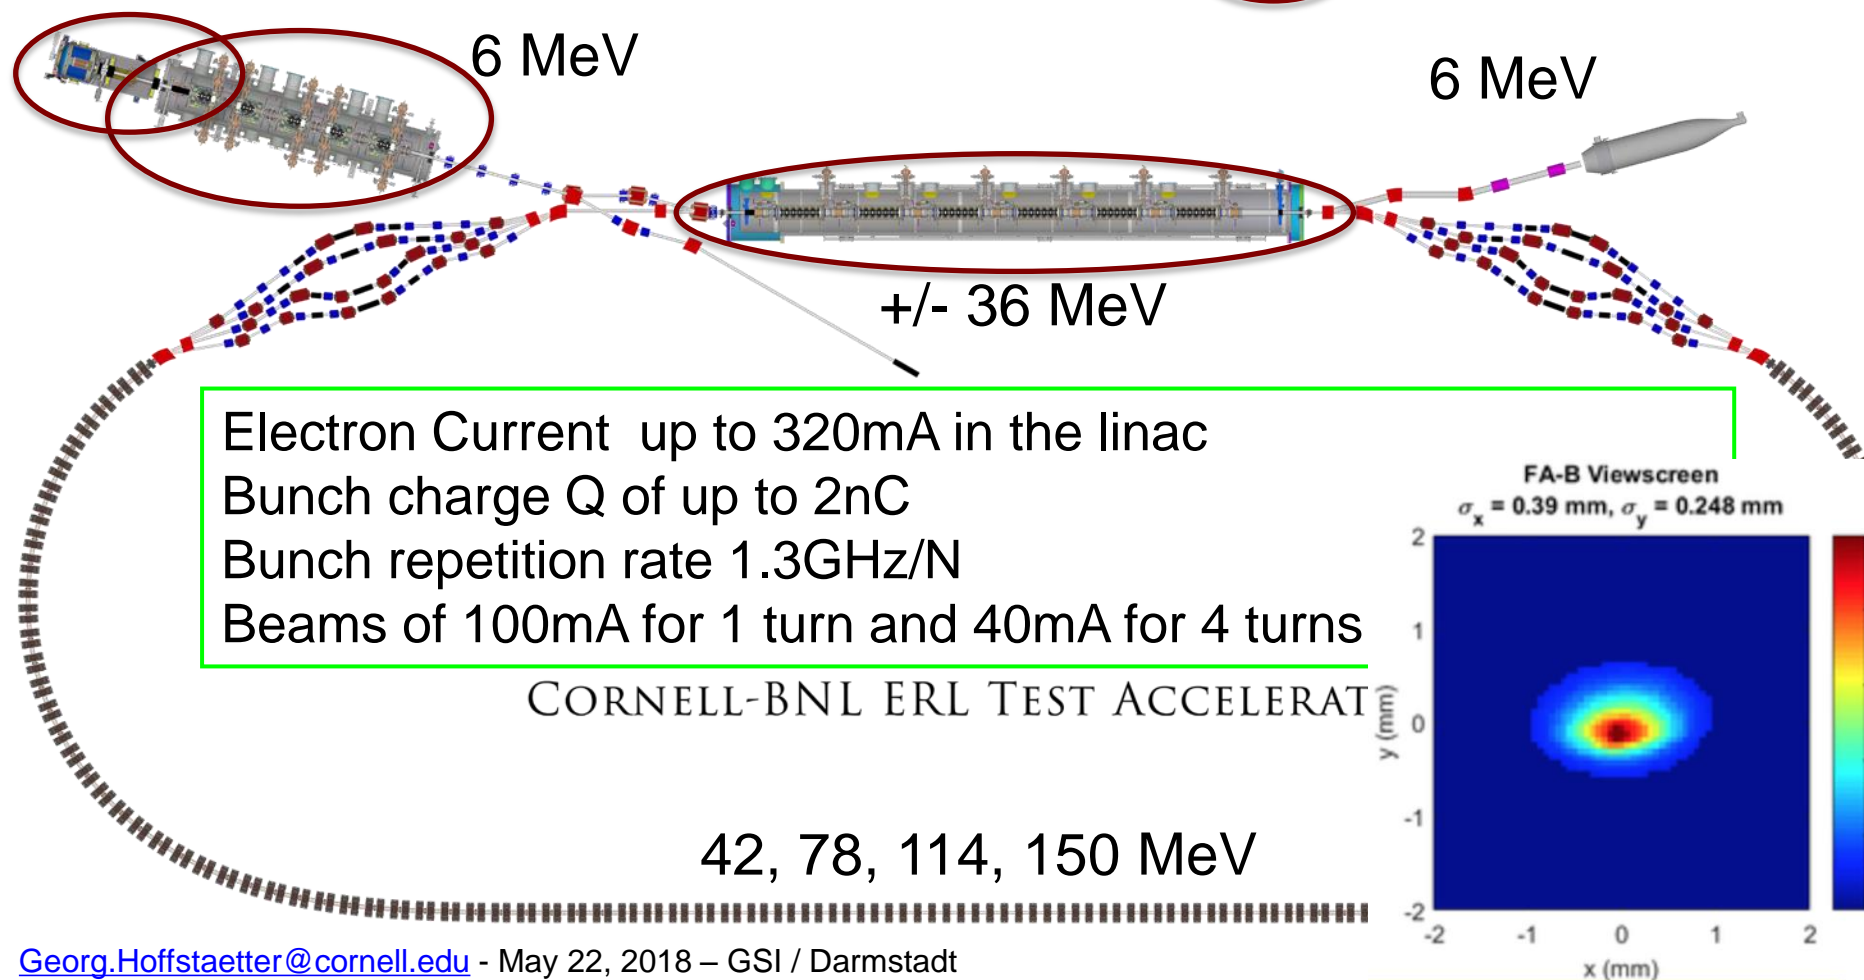 6 MeV
6 MeV
+/- 36 MeV
Electron Current up to 320mA in the linac
Bunch charge Q of up to 2nC
Bunch repetition rate 1.3GHz/N
Beams of 100mA for 1 turn and 40mA for 4 turns
CORNELL-BNL ERL TEST ACCELERAT
FA-B Viewscreen
σx = 0.39 mm, σy = 0.248 mm
2
1
0
-1
-2
y (mm)
-2 -1 0 1 2
x (mm)
42, 78, 114, 150 MeV
Georg.Hoffstaetter@cornell.edu - May 22, 2018 – GSI / Darmstadt